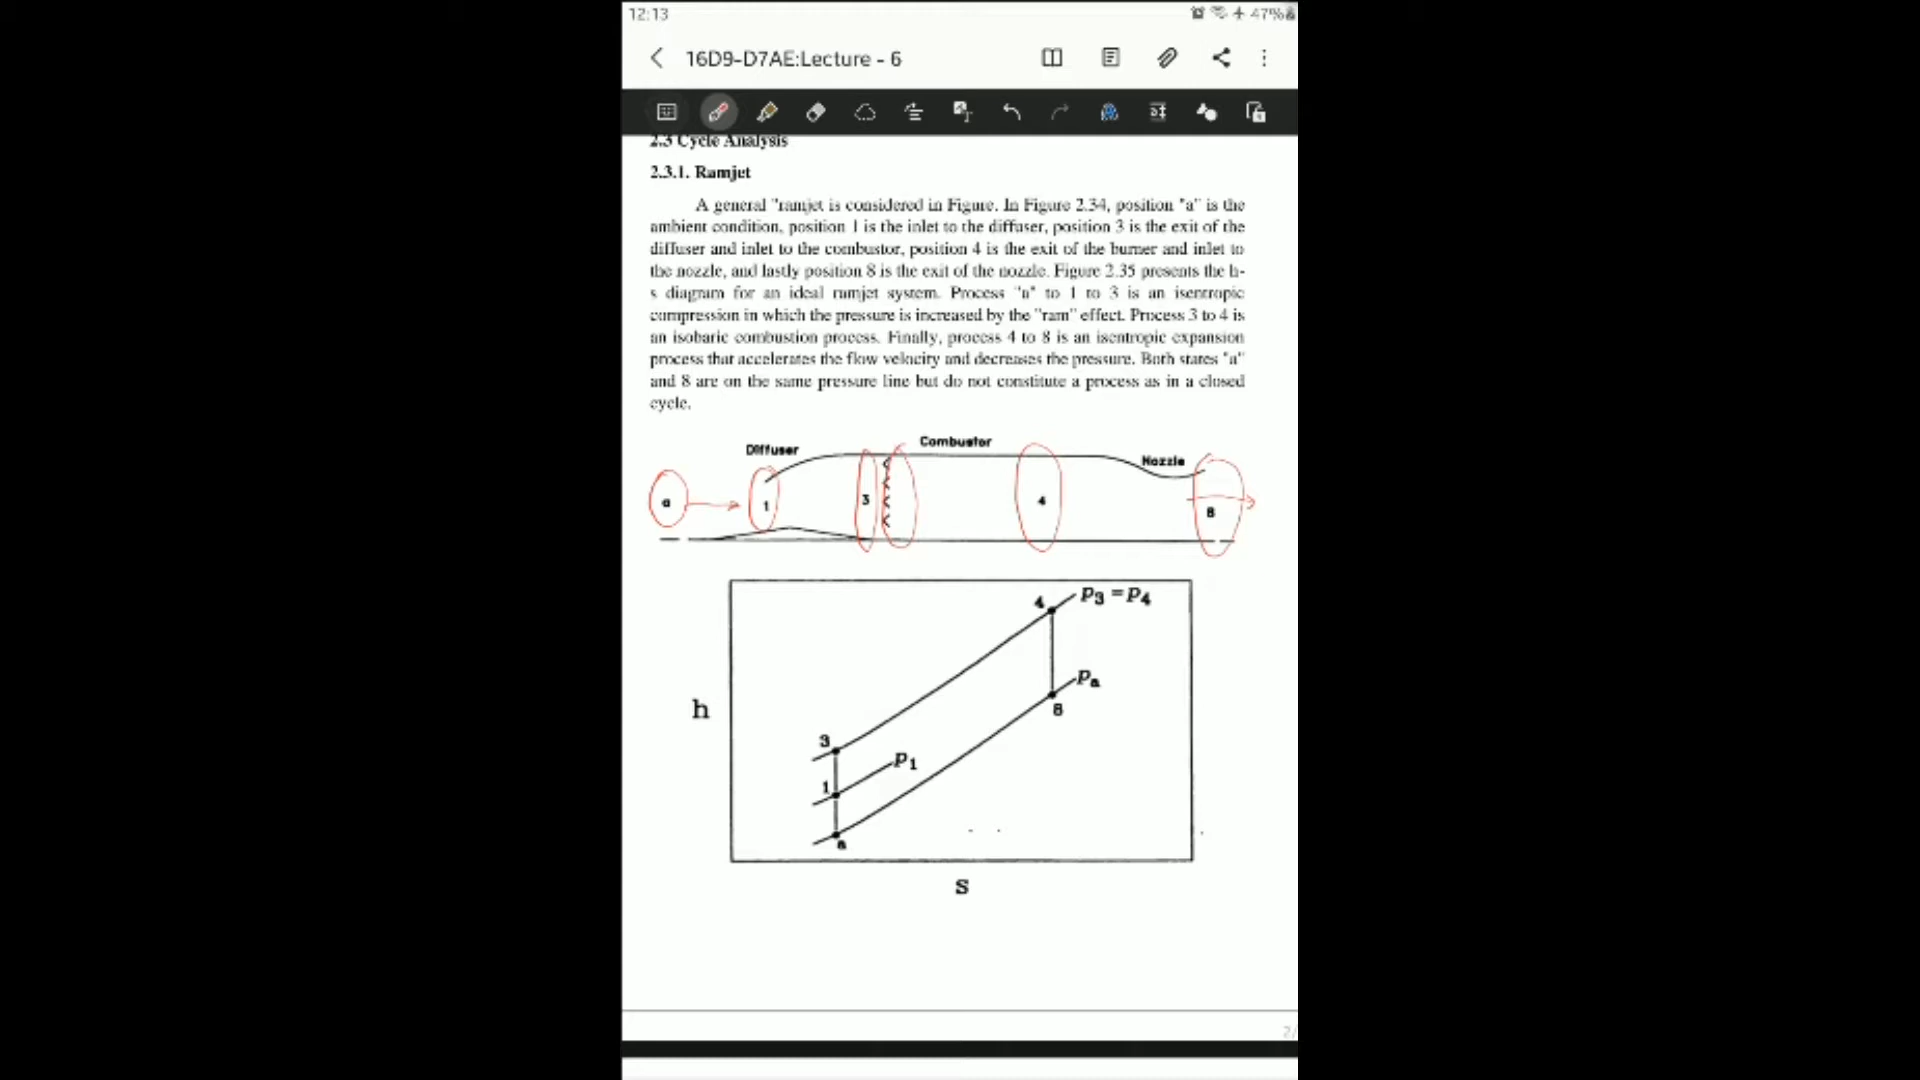 12:13
47%
16D9-D7AE:Lecture - 6
2.3 Cycle Analysis
2.3.1. Ramjet
A general "ramjet is considered in Figure. In Figure 2.34, position "a" is the
ambient condition, position 1 is the inlet to the diffuser, position 3 is the exit of the
diffuser and inlet to the combustor, position 4 is the exit of the burner and inlet to
the nozzle, and lastly position 8 is the exit of the nozzle. Figure 2.35 presents the h-
s diagram for an ideal ramjet system. Process "a" to 1 to 3 is an isentropic
compression in which the pressure is increased by the "ram" effect. Process 3 to 4 is
an isobaric combustion process. Finally, process 4 to 8 is an isentropic expansion
process that accelerates the flow velocity and decreases the pressure. Both states "a"
and 8 are on the same pressure line but do not constitute a process as in a closed
cycle.
Diffuser Combustor Nozzle
a 1 3 4 8
4 p3 = p4
pa
h 8
3
p1
1
a
s
2/